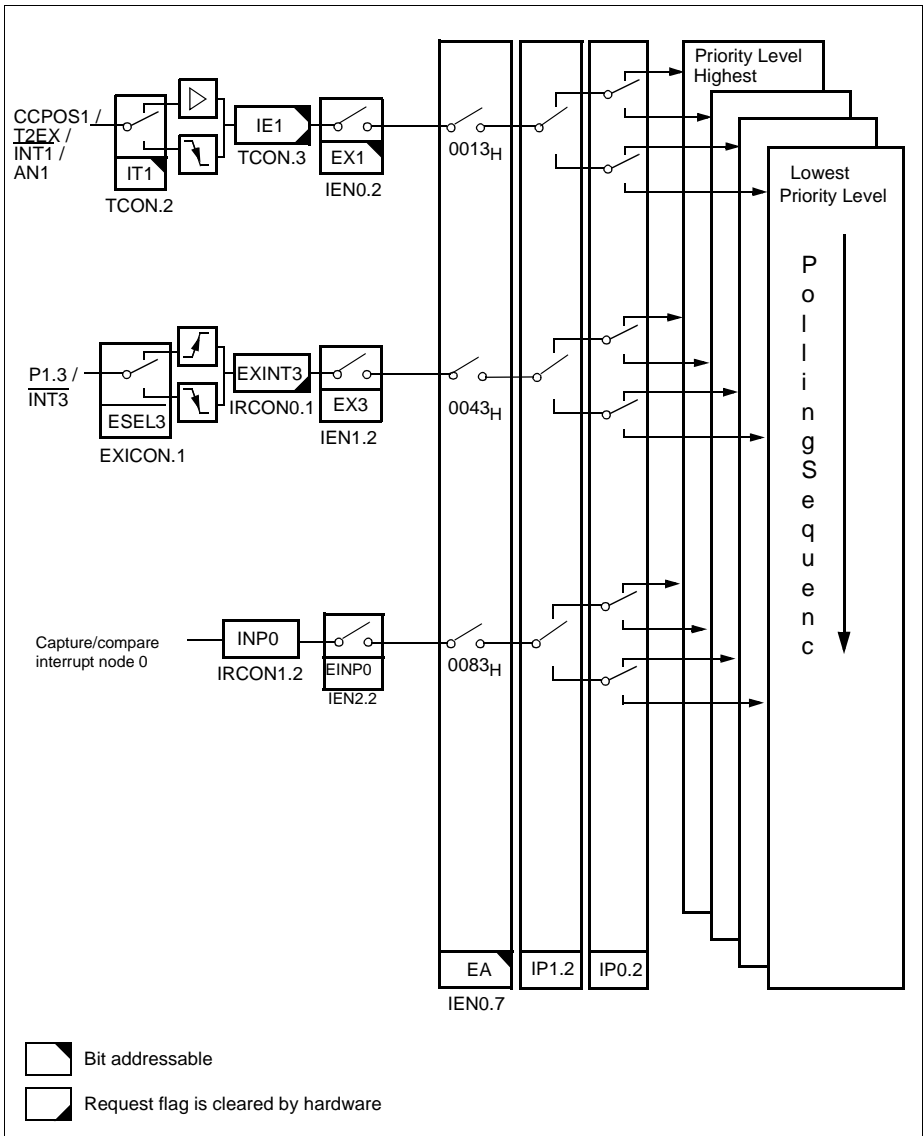 Priority Level
Highest
CCPOS1 /
T2EX /
INT1 /
AN1
IT1
TCON.2
IE1
TCON.3
EX1
IEN0.2
0013H
Lowest
Priority Level
P1.3 /
INT3
ESEL3
EXICON.1
EXINT3
IRCON0.1
EX3
IEN1.2
0043H
Polling Sequenc
Capture/compare
interrupt node 0
INP0
IRCON1.2
EINP0
IEN2.2
0083H
EA
IEN0.7
IP1.2
IP0.2
Bit addressable
Request flag is cleared by hardware